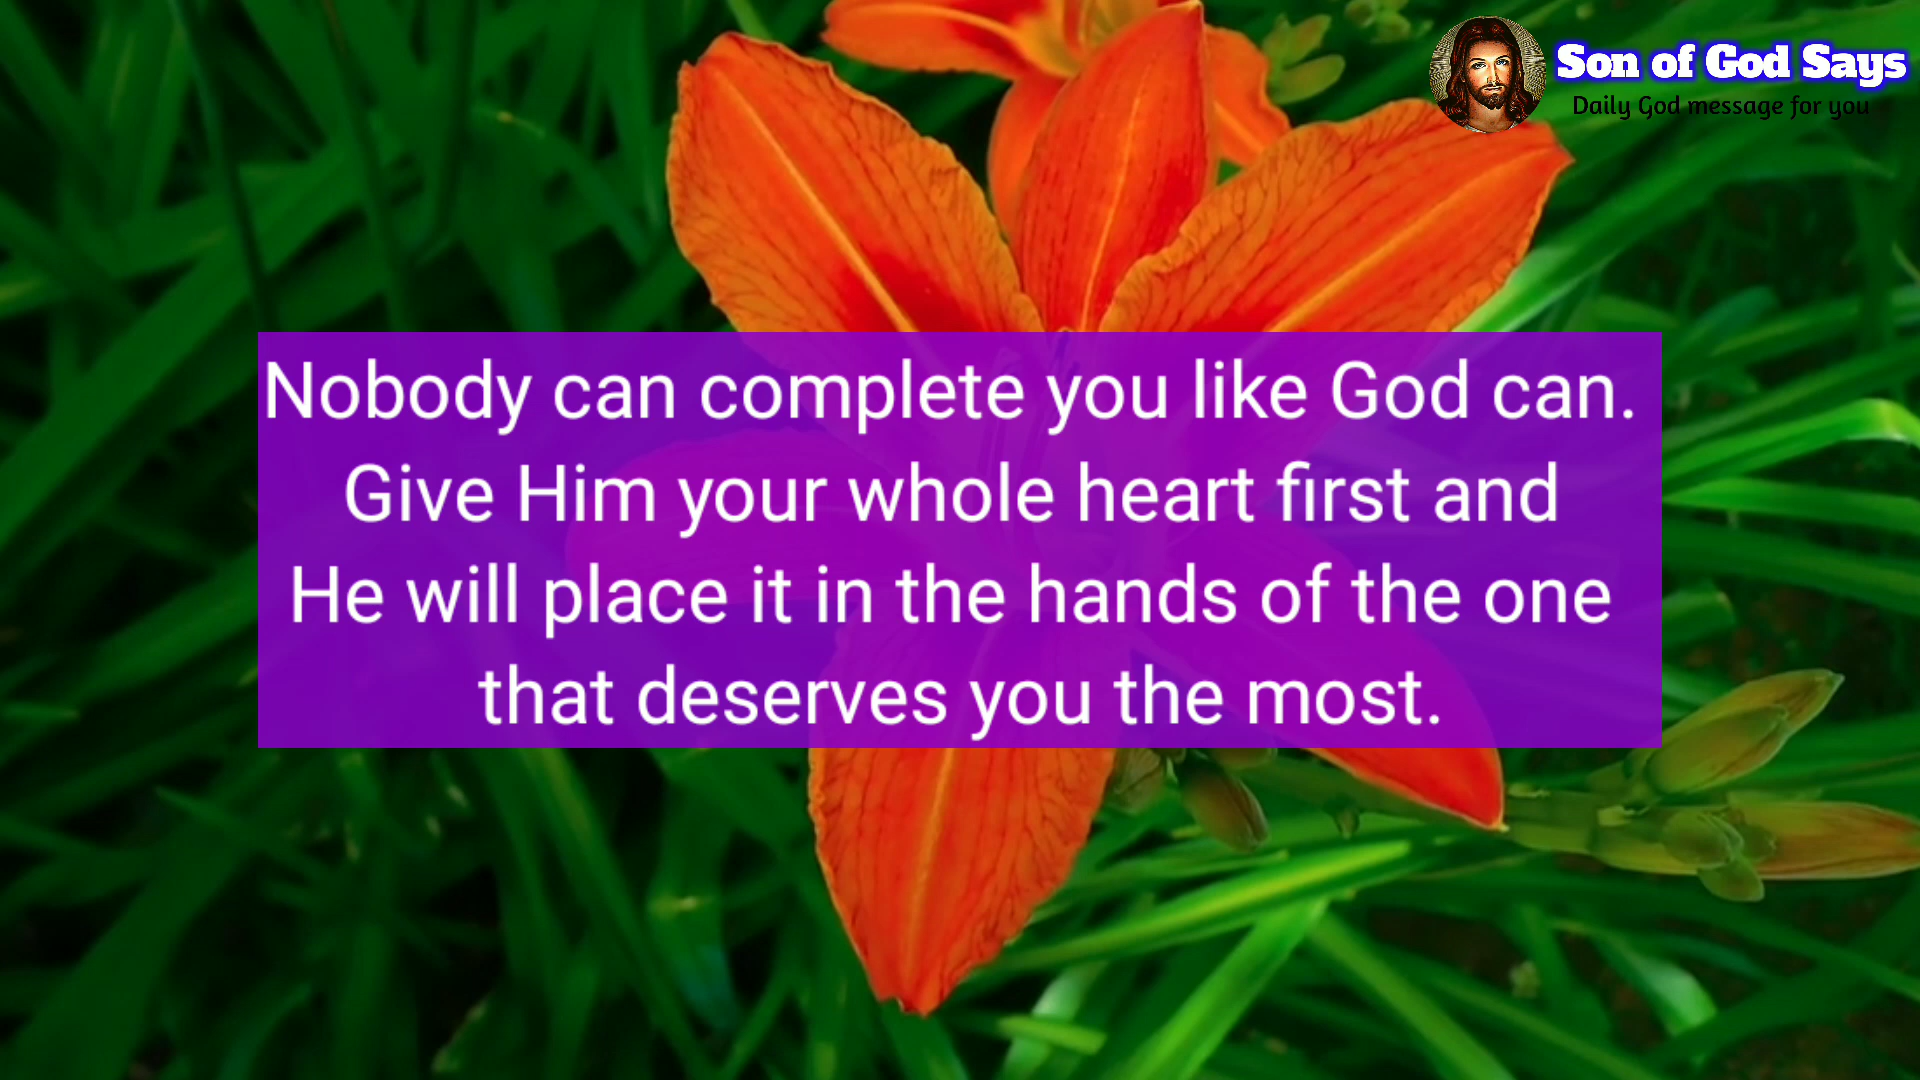 Son of God Says
Daily God message for you
Nobody can complete you like God can.
Give Him your whole heart first and
He will place it in the hands of the one
that deserves you the most.